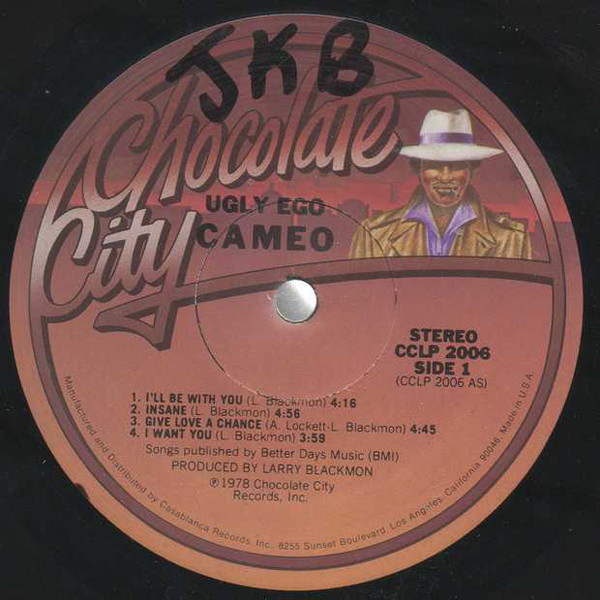 JKB
Chocolate
City
UGLY EGO
CAMEO
STEREO
CCLP 2006
SIDE 1
(CCLP 2006 AS)
1. I'LL BE WITH YOU (L. Blackmon) 4:16
2. INSANE (L. Blackmon) 4:56
3. GIVE LOVE A CHANCE (A. Lockett-L. Blackmon) 4:45
4. I WANT YOU (L. Blackmon) 3:59
Songs published by Better Days Music (BMI)
PRODUCED BY LARRY BLACKMON
℗ 1978 Chocolate City
Records, Inc.
Manufactured and Distributed by Casablanca Records, Inc., 8255 Sunset Boulevard, Los Angeles, California 90046, Made in U.S.A.